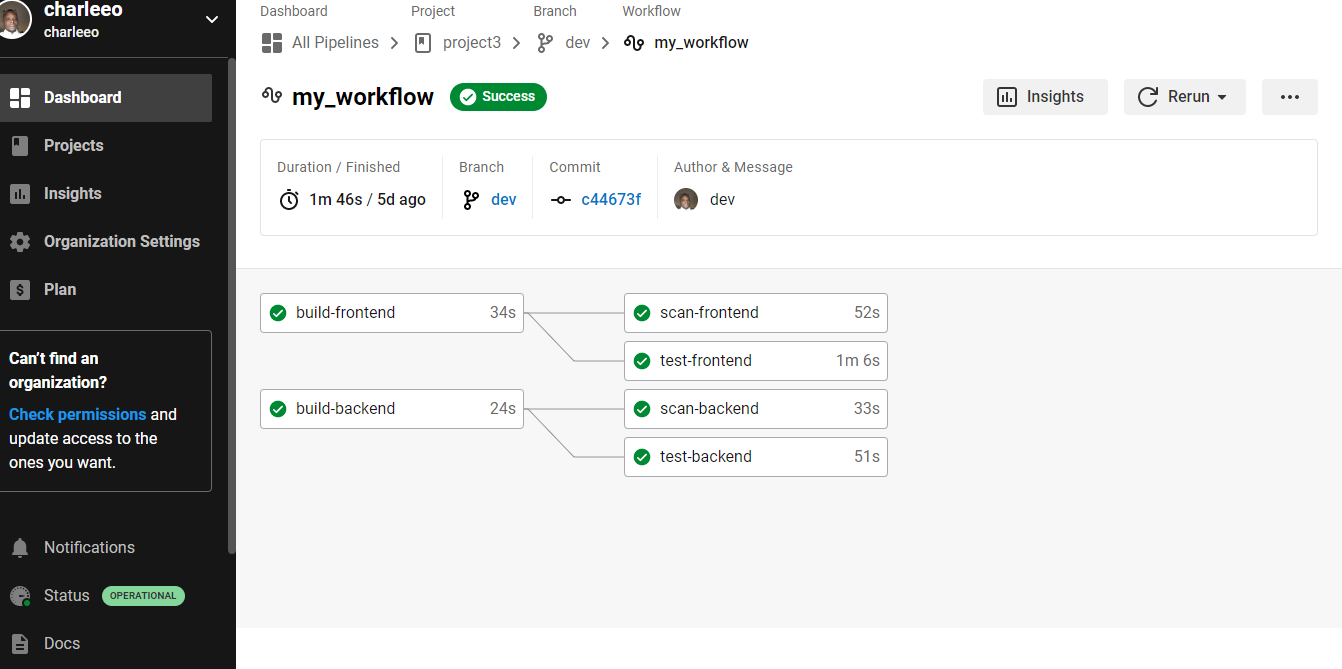 charleeo
charleeo
Dashboard
Projects
Insights
Organization Settings
Plan
Can't find an
organization?
Check permissions and
update access to the
ones you want.
Notifications
Status OPERATIONAL
Docs
Dashboard Project Branch Workflow
All Pipelines project3 dev my_workflow
my_workflow Success Insights Rerun
Duration / Finished Branch Commit Author & Message
1m 46s / 5d ago dev c44673f dev
build-frontend 34s scan-frontend 52s
test-frontend 1m 6s
build-backend 24s scan-backend 33s
test-backend 51s